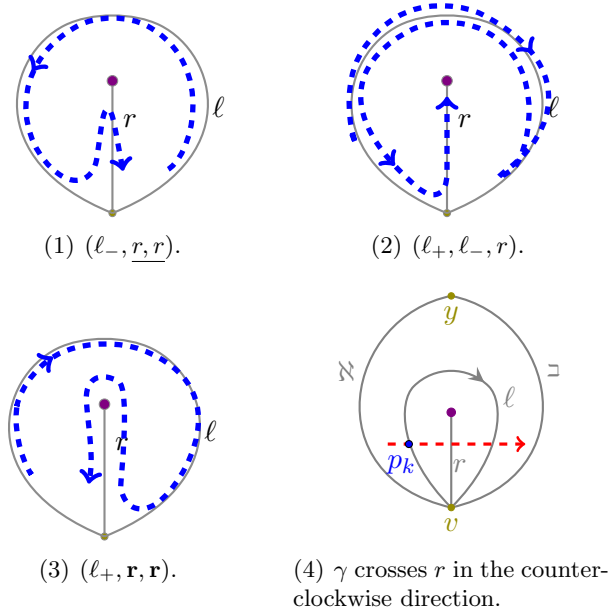 ℓ
r
(1) (ℓ₋, r, r).
ℓ
r
(2) (ℓ₊, ℓ₋, r).
ℓ
r
(3) (ℓ₊, r, r).
y
א
ב
ℓ
p_k
r
v
(4) γ crosses r in the counter-
clockwise direction.